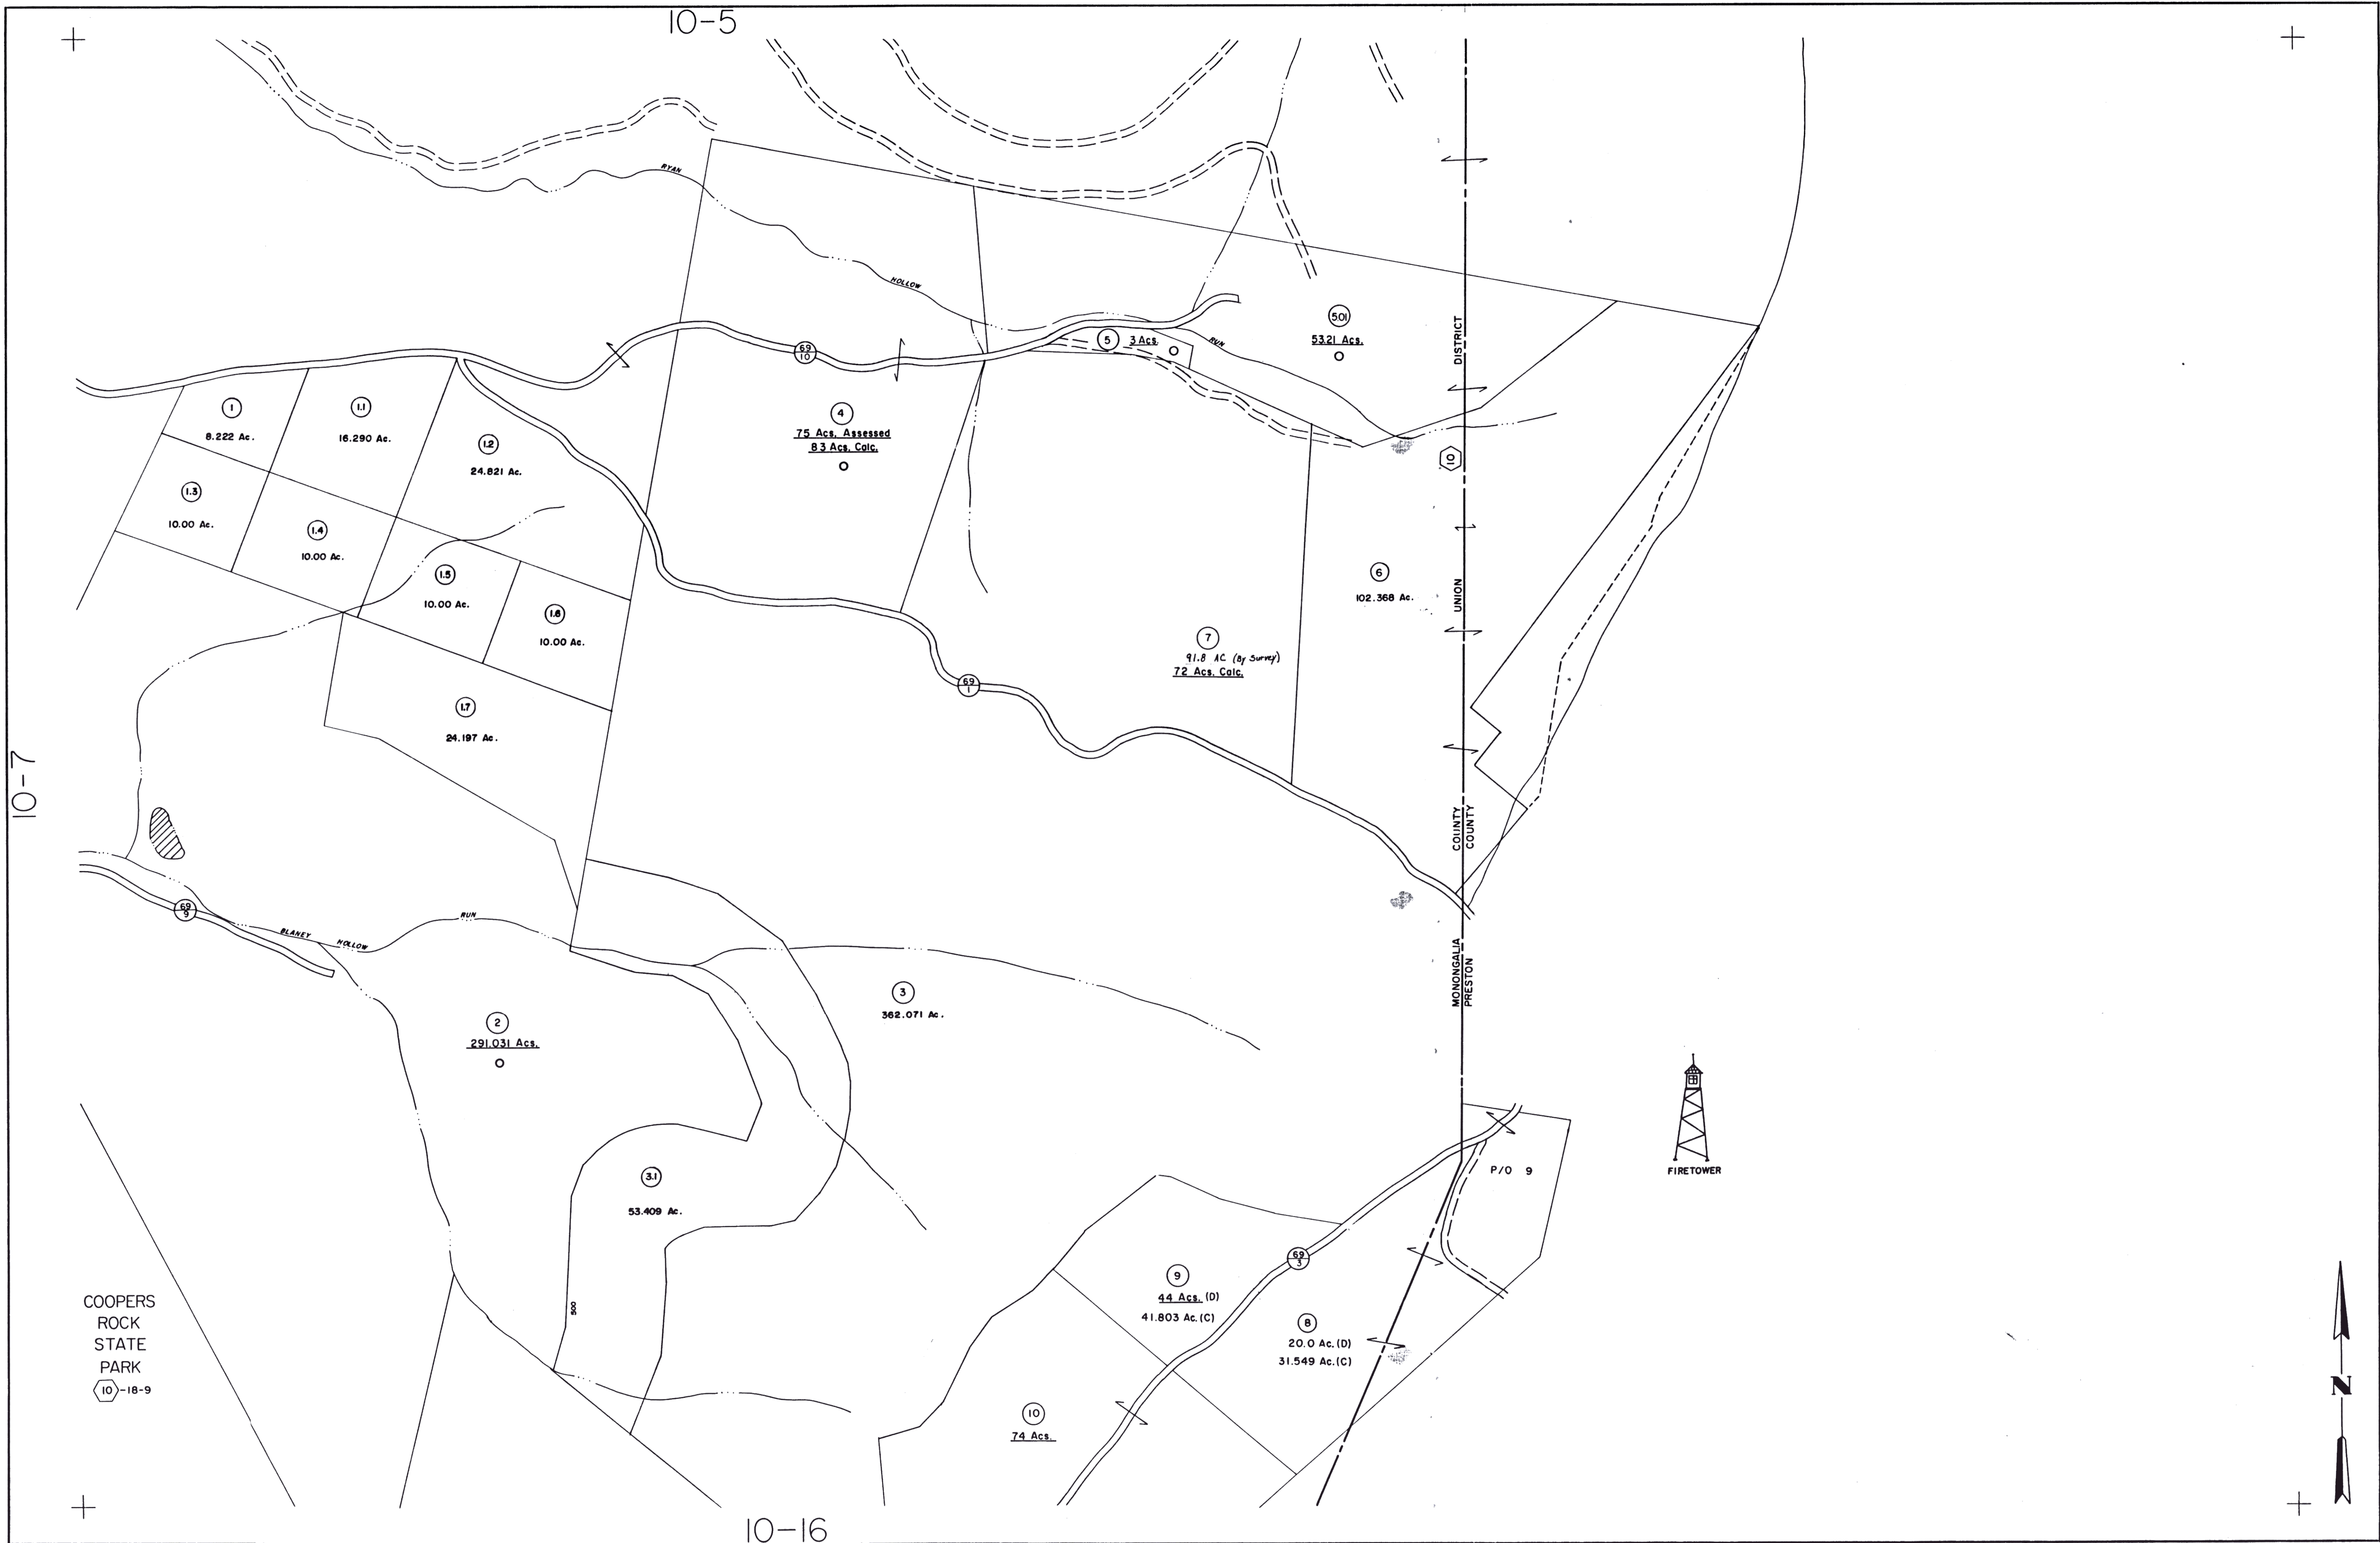 10-5
RYAN
HOLLOW
RUN
5.01
53.21 Acs.
5
3 Acs.
69
10
1
8.222 Ac.
1.1
16.290 Ac.
1.2
24.821 Ac.
4
75 Acs. Assessed
83 Acs. Calc.
1.3
10.00 Ac.
1.4
10.00 Ac.
1.5
10.00 Ac.
1.6
10.00 Ac.
DISTRICT
10
UNION
6
102.368 Ac.
7
91.8 AC (By Survey)
72 Acs. Calc.
69
1
1.7
24.197 Ac.
10-7
COUNTY
COUNTY
69
9
BLANEY
HOLLOW
RUN
MONONGALIA
PRESTON
3
362.071 Ac.
2
291.031 Acs.
3.1
53.409 Ac.
500
P/O 9
FIRETOWER
69
3
9
44 Acs. (D)
41.803 Ac. (C)
8
20.0 Ac. (D)
31.549 Ac. (C)
COOPERS
ROCK
STATE
PARK
10-18-9
10
74 Acs.
N
10-16